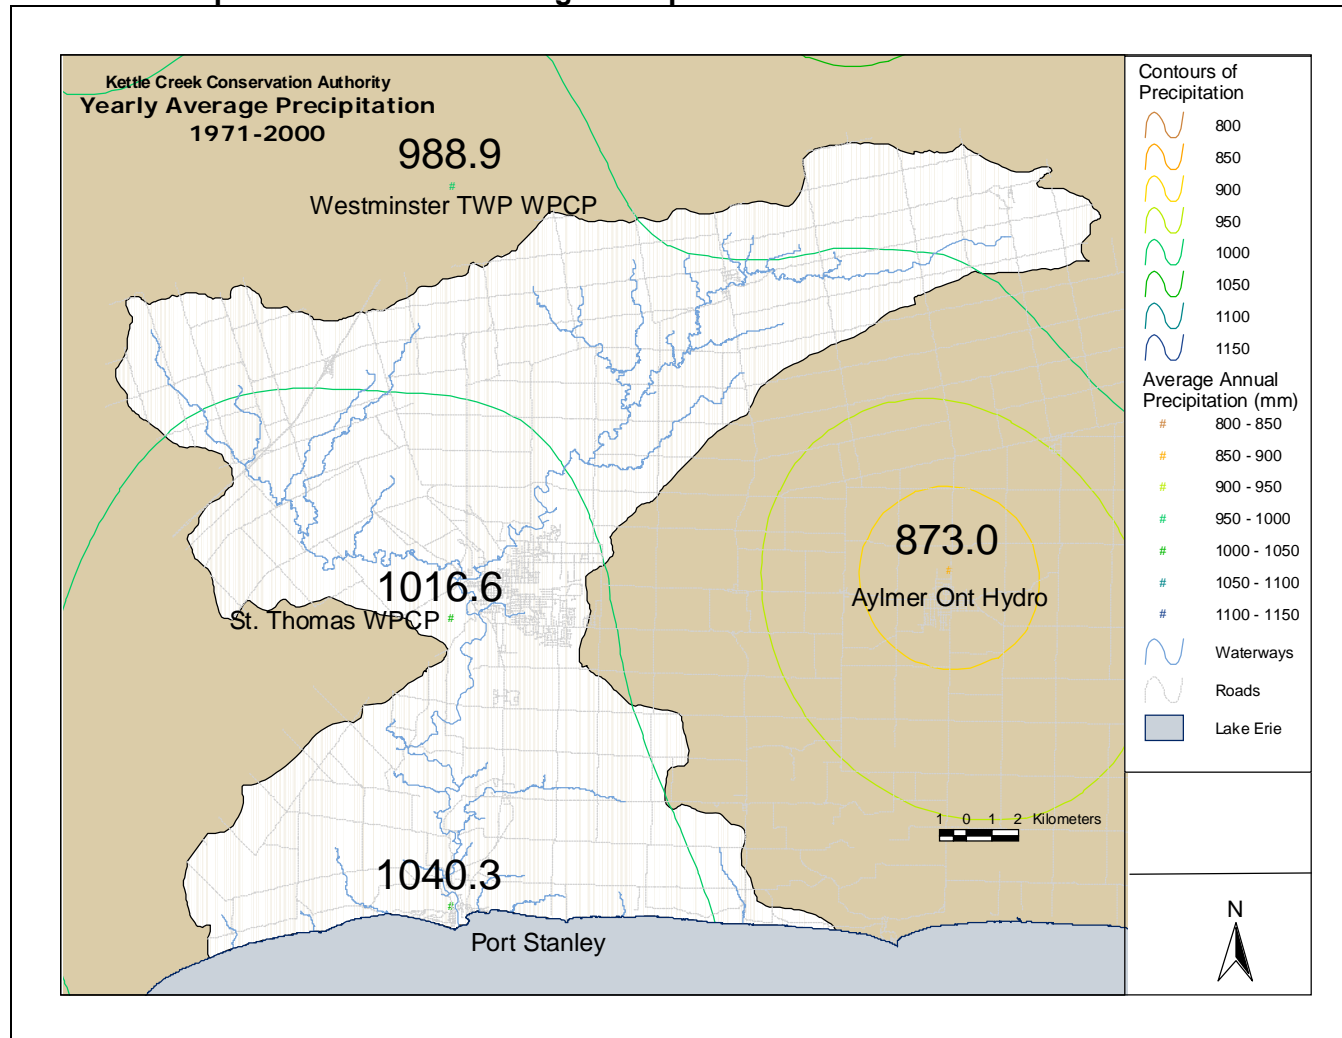 Kettle Creek Conservation Authority
Yearly Average Precipitation
1971-2000
988.9
#
Westminster TWP WPCP
873.0
#
Aylmer Ont Hydro
1016.6
St. Thomas WPCP #
1 0 1 2 Kilometers
1040.3
#
Port Stanley
Contours of
Precipitation
800
850
900
950
1000
1050
1100
1150
Average Annual
Precipitation (mm)
# 800 - 850
# 850 - 900
# 900 - 950
# 950 - 1000
# 1000 - 1050
# 1050 - 1100
# 1100 - 1150
Waterways
Roads
Lake Erie
N